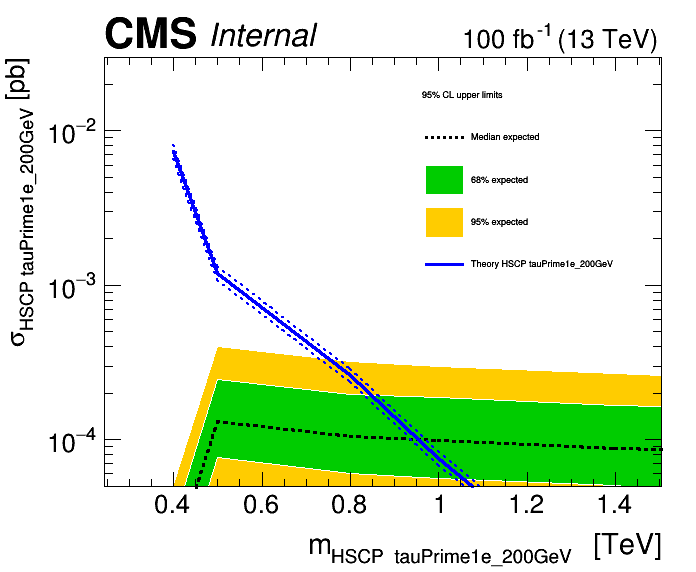 CMS Internal 100 fb⁻¹ (13 TeV)
σHSCP tauPrime1e_200GeV [pb]
95% CL upper limits
Median expected
68% expected
95% expected
Theory HSCP tauPrime1e_200GeV
10⁻²
10⁻³
10⁻⁴
0.4 0.6 0.8 1 1.2 1.4
mHSCP tauPrime1e_200GeV [TeV]